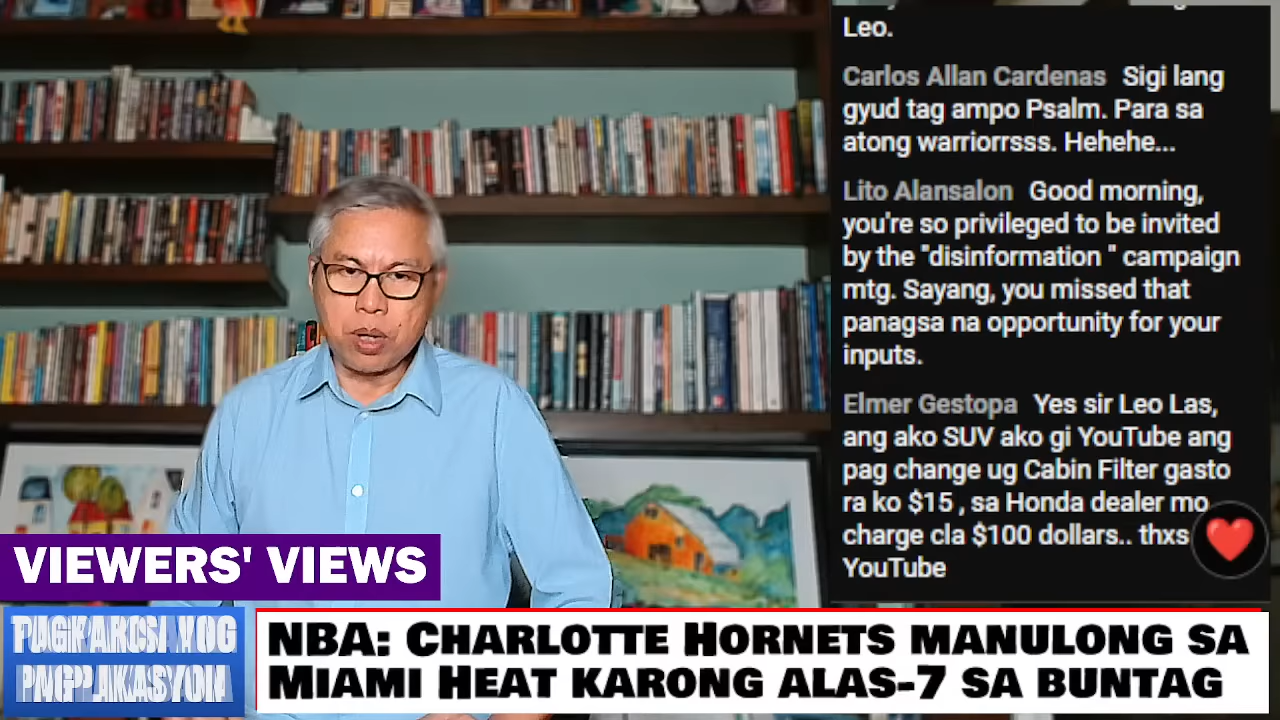 Leo.
Carlos Allan Cardenas Sigi lang
gyud tag ampo Psalm. Para sa
atong warriorrsss. Hehehe...
Lito Alansalon Good morning,
you're so privileged to be invited
by the "disinformation " campaign
mtg. Sayang, you missed that
panagsa na opportunity for your
inputs.
Elmer Gestopa Yes sir Leo Las,
ang ako SUV ako gi YouTube ang
pag change ug Cabin Filter gasto
ra ko $15 , sa Honda dealer mo
charge cla $100 dollars.. thxs
YouTube
VIEWERS' VIEWS
NBA: CHARLOTTE HORNETS MANULONG SA
MIAMI HEAT KARONG ALAS-7 SA BUNTAG